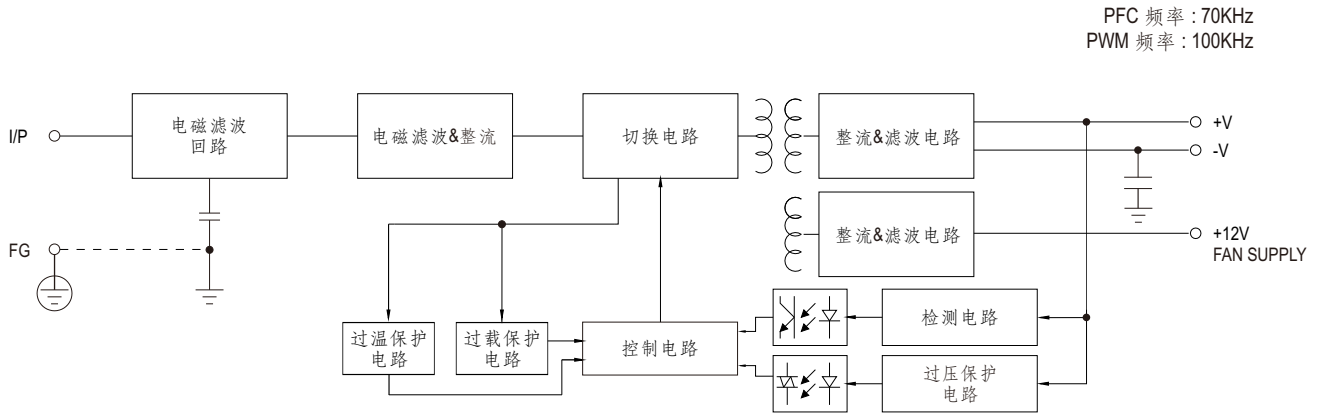 PFC 频率 : 70KHz
PWM 频率 : 100KHz
I/P
电磁滤波
回路
电磁滤波&整流
切换电路
整流&滤波电路
+V
-V
FG
整流&滤波电路
+12V
FAN SUPPLY
过温保护
电路
过载保护
电路
控制电路
检测电路
过压保护
电路